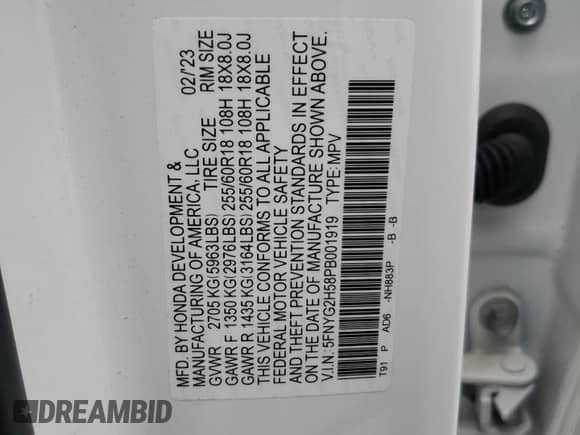 MFD. BY HONDA DEVELOPMENT &
MANUFACTURING OF AMERICA, LLC 02/'23
GVWR 2705 KG(5963LBS) TIRE SIZE RIM SIZE
GAWR F 1350 KG(2976LBS) 255/60R18 108H 18X8.0J
GAWR R 1435 KG(3164LBS) 255/60R18 108H 18X8.0J
THIS VEHICLE CONFORMS TO ALL APPLICABLE
FEDERAL MOTOR VEHICLE SAFETY
AND THEFT PREVENTION STANDARDS IN EFFECT
ON THE DATE OF MANUFACTURE SHOWN ABOVE.
V.I.N.: 5FNYG2H58PB001919 TYPE: MPV
T91 P AD6 -NH883P -B -B
DREAMBID